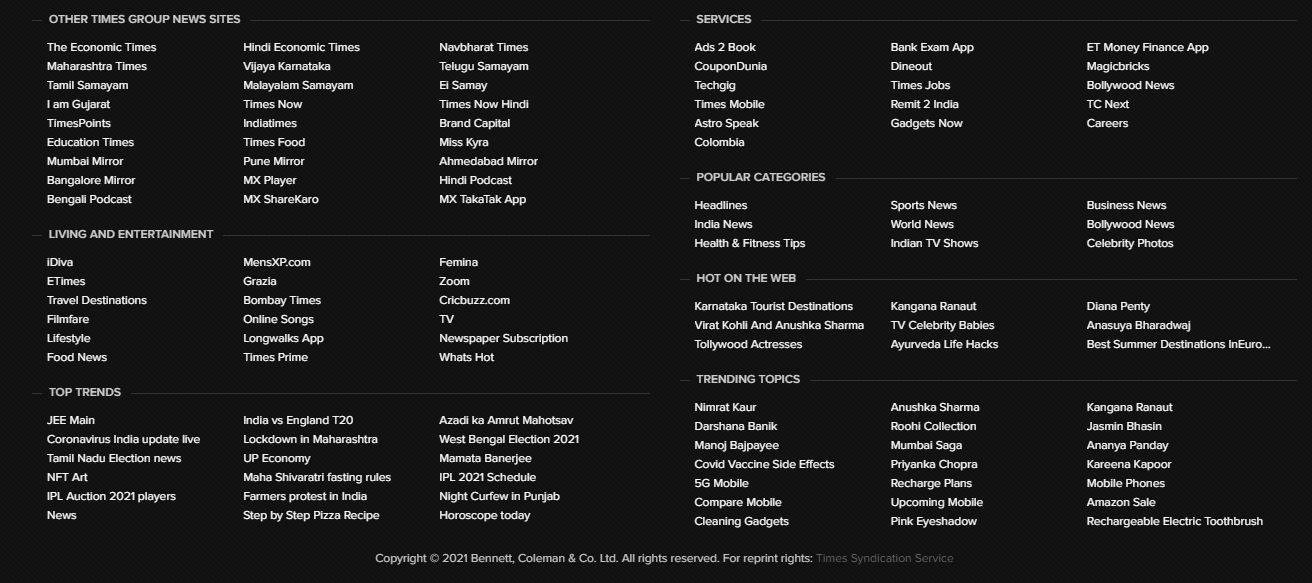 OTHER TIMES GROUP NEWS SITES
The Economic Times Hindi Economic Times Navbharat Times
Maharashtra Times Vijaya Karnataka Telugu Samayam
Tamil Samayam Malayalam Samayam Ei Samay
I am Gujarat Times Now Times Now Hindi
TimesPoints Indiatimes Brand Capital
Education Times Times Food Miss Kyra
Mumbai Mirror Pune Mirror Ahmedabad Mirror
Bangalore Mirror MX Player Hindi Podcast
Bengali Podcast MX ShareKaro MX TakaTak App
LIVING AND ENTERTAINMENT
iDiva MensXP.com Femina
ETimes Grazia Zoom
Travel Destinations Bombay Times Cricbuzz.com
Filmfare Online Songs TV
Lifestyle Longwalks App Newspaper Subscription
Food News Times Prime Whats Hot
TOP TRENDS
JEE Main India vs England T20 Azadi ka Amrut Mahotsav
Coronavirus India update live Lockdown in Maharashtra West Bengal Election 2021
Tamil Nadu Election news UP Economy Mamata Banerjee
NFT Art Maha Shivaratri fasting rules IPL 2021 Schedule
IPL Auction 2021 players Farmers protest in India Night Curfew in Punjab
News Step by Step Pizza Recipe Horoscope today
SERVICES
Ads 2 Book Bank Exam App ET Money Finance App
CouponDunia Dineout Magicbricks
Techgig Times Jobs Bollywood News
Times Mobile Remit 2 India TC Next
Astro Speak Gadgets Now Careers
Colombia
POPULAR CATEGORIES
Headlines Sports News Business News
India News World News Bollywood News
Health & Fitness Tips Indian TV Shows Celebrity Photos
HOT ON THE WEB
Karnataka Tourist Destinations Kangana Ranaut Diana Penty
Virat Kohli And Anushka Sharma TV Celebrity Babies Anasuya Bharadwaj
Tollywood Actresses Ayurveda Life Hacks Best Summer Destinations InEuro...
TRENDING TOPICS
Nimrat Kaur Anushka Sharma Kangana Ranaut
Darshana Banik Roohi Collection Jasmin Bhasin
Manoj Bajpayee Mumbai Saga Ananya Panday
Covid Vaccine Side Effects Priyanka Chopra Kareena Kapoor
5G Mobile Recharge Plans Mobile Phones
Compare Mobile Upcoming Mobile Amazon Sale
Cleaning Gadgets Pink Eyeshadow Rechargeable Electric Toothbrush
Copyright © 2021 Bennett, Coleman & Co. Ltd. All rights reserved. For reprint rights: Times Syndication Service